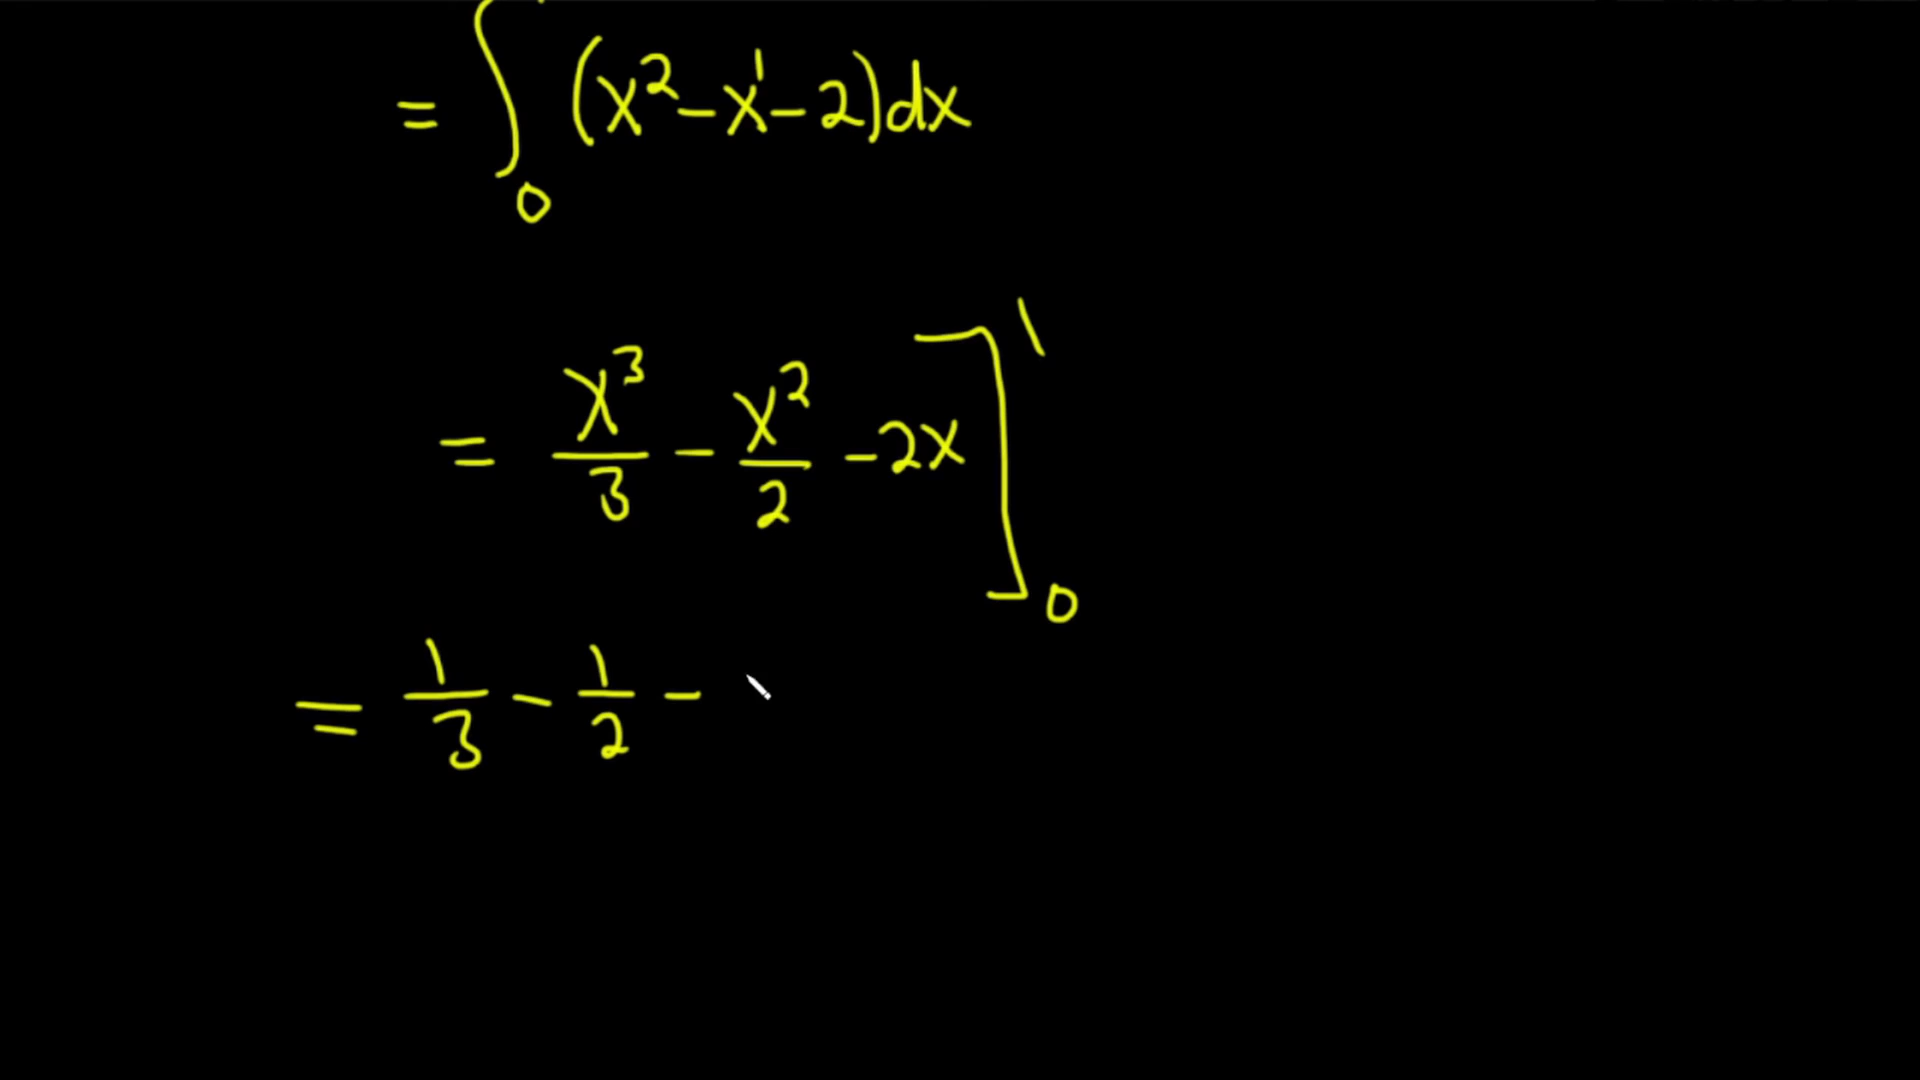 = ∫₀ (x² - x¹ - 2)dx
= x³/3 - x²/2 - 2x]₀¹
= 1/3 - 1/2 -